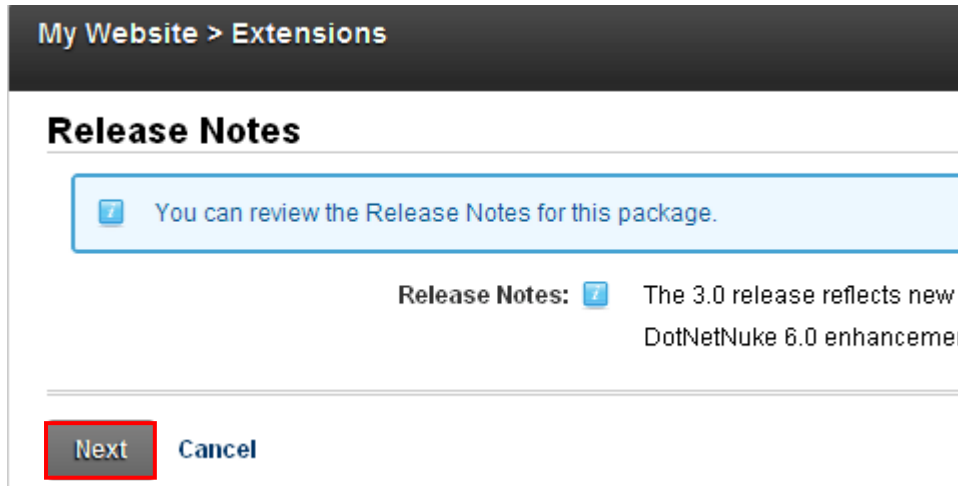 My Website > Extensions
Release Notes
You can review the Release Notes for this package.
Release Notes: The 3.0 release reflects new
DotNetNuke 6.0
Next Cancel